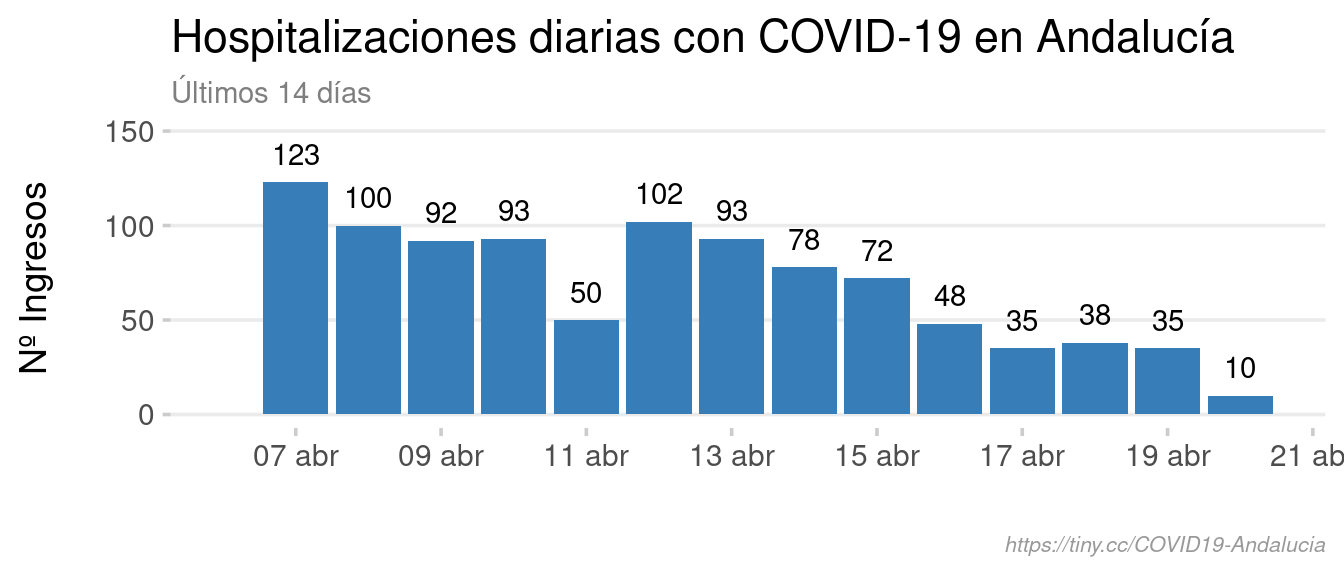 Hospitalizaciones diarias con COVID-19 en Andalucía
Últimos 14 días
Nº Ingresos
150
100
50
0
123
100
92
93
50
102
93
78
72
48
35
38
35
10
07 abr
09 abr
11 abr
13 abr
15 abr
17 abr
19 abr
21 ab
https://tiny.cc/COVID19-Andalucia